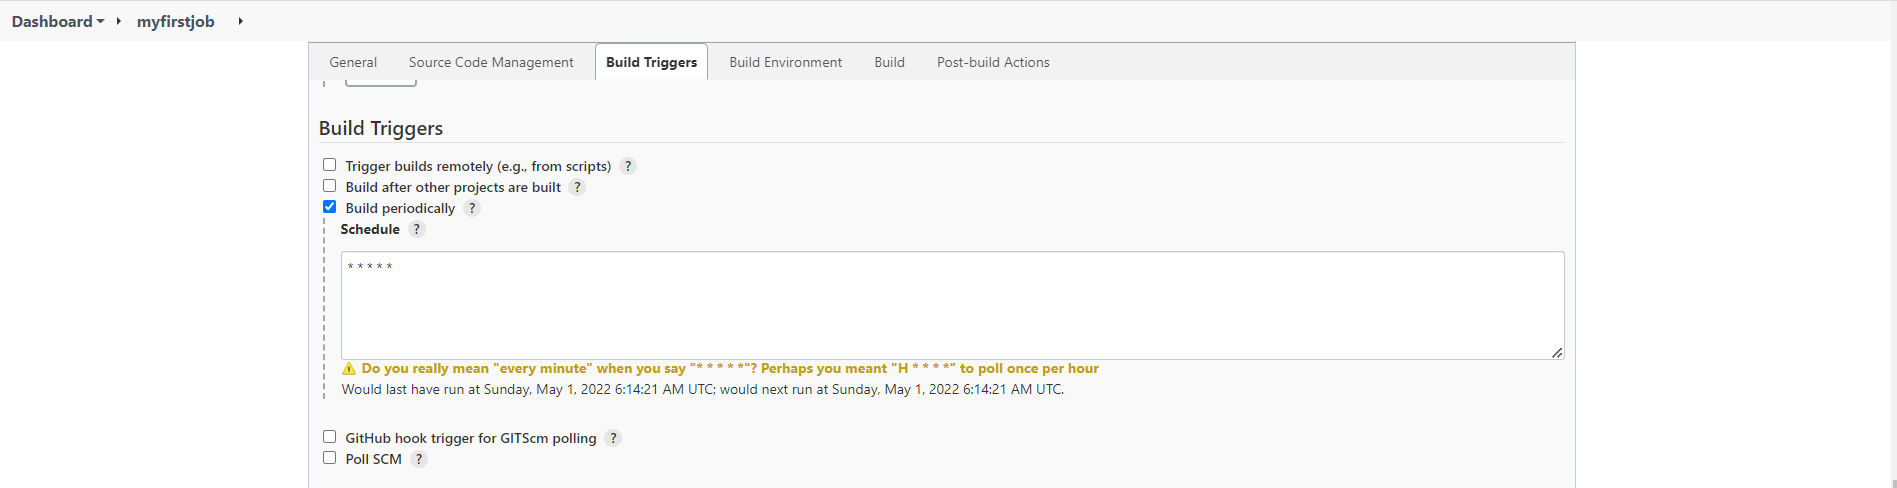 Dashboard myfirstjob
General Source Code Management Build Triggers Build Environment Build Post-build Actions
Build Triggers
Trigger builds remotely (e.g., from scripts) ?
Build after other projects are built ?
Build periodically ?
Schedule ?
* * * * *
Do you really mean "every minute" when you say "* * * * *"? Perhaps you meant "H * * * *" to poll once per hour
Would last have run at Sunday, May 1, 2022 6:14:21 AM UTC; would next run at Sunday, May 1, 2022 6:14:21 AM UTC.
GitHub hook trigger for GITScm polling ?
Poll SCM ?